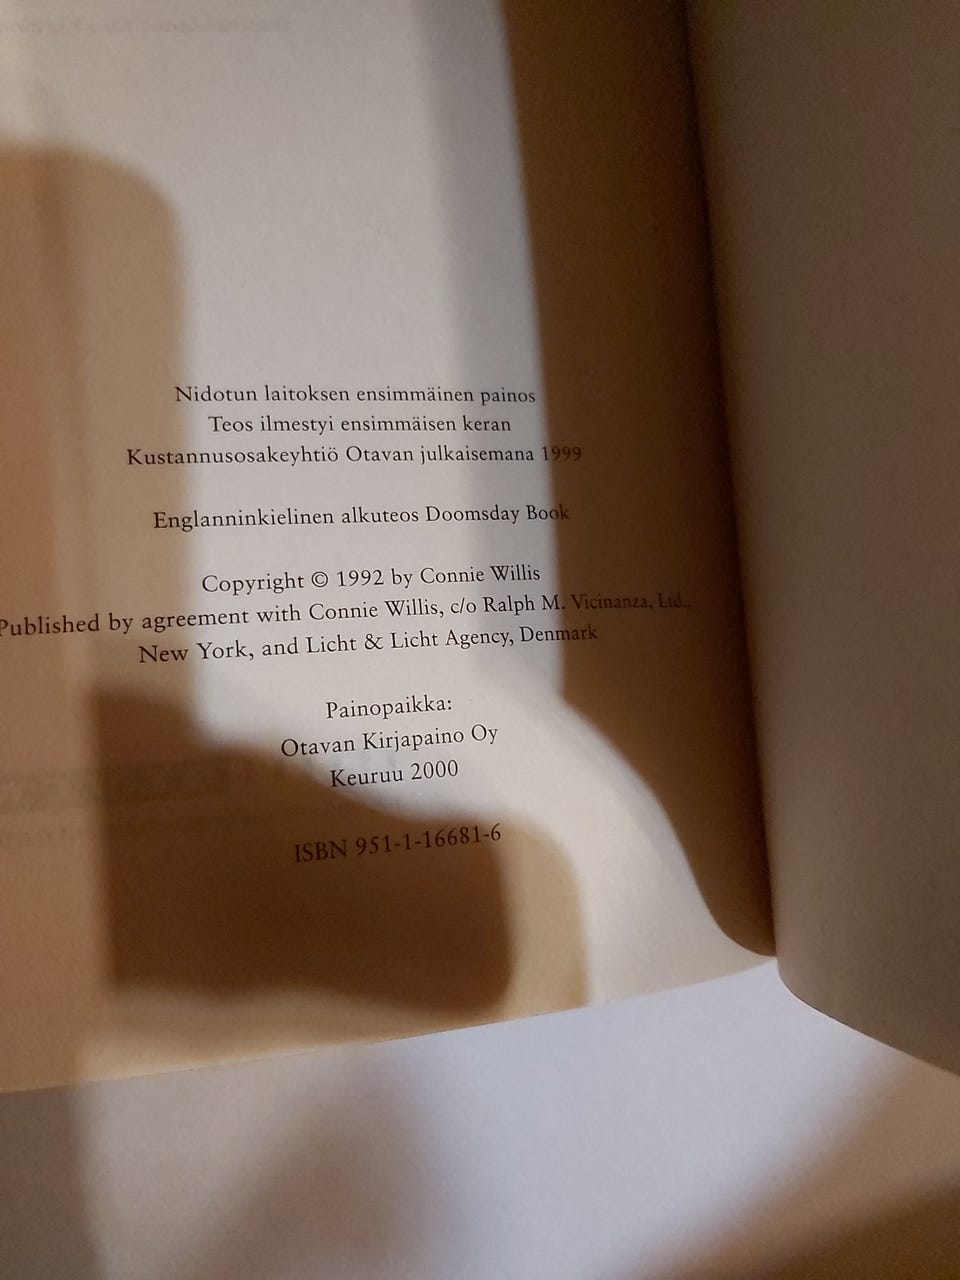 Nidotun laitoksen ensimmäinen painos
Teos ilmestyi ensimmäisen keran
Kustannusosakeyhtiö Otavan julkaisemana 1999
Englanninkielinen alkuteos Doomsday Book
Copyright © 1992 by Connie Willis
Published by agreement with Connie Willis, c/o Ralph M. Vicinanza, Ltd.,
New York, and Licht & Licht Agency, Denmark
Painopaikka:
Otavan Kirjapaino Oy
Keuruu 2000
ISBN 951-1-16681-6